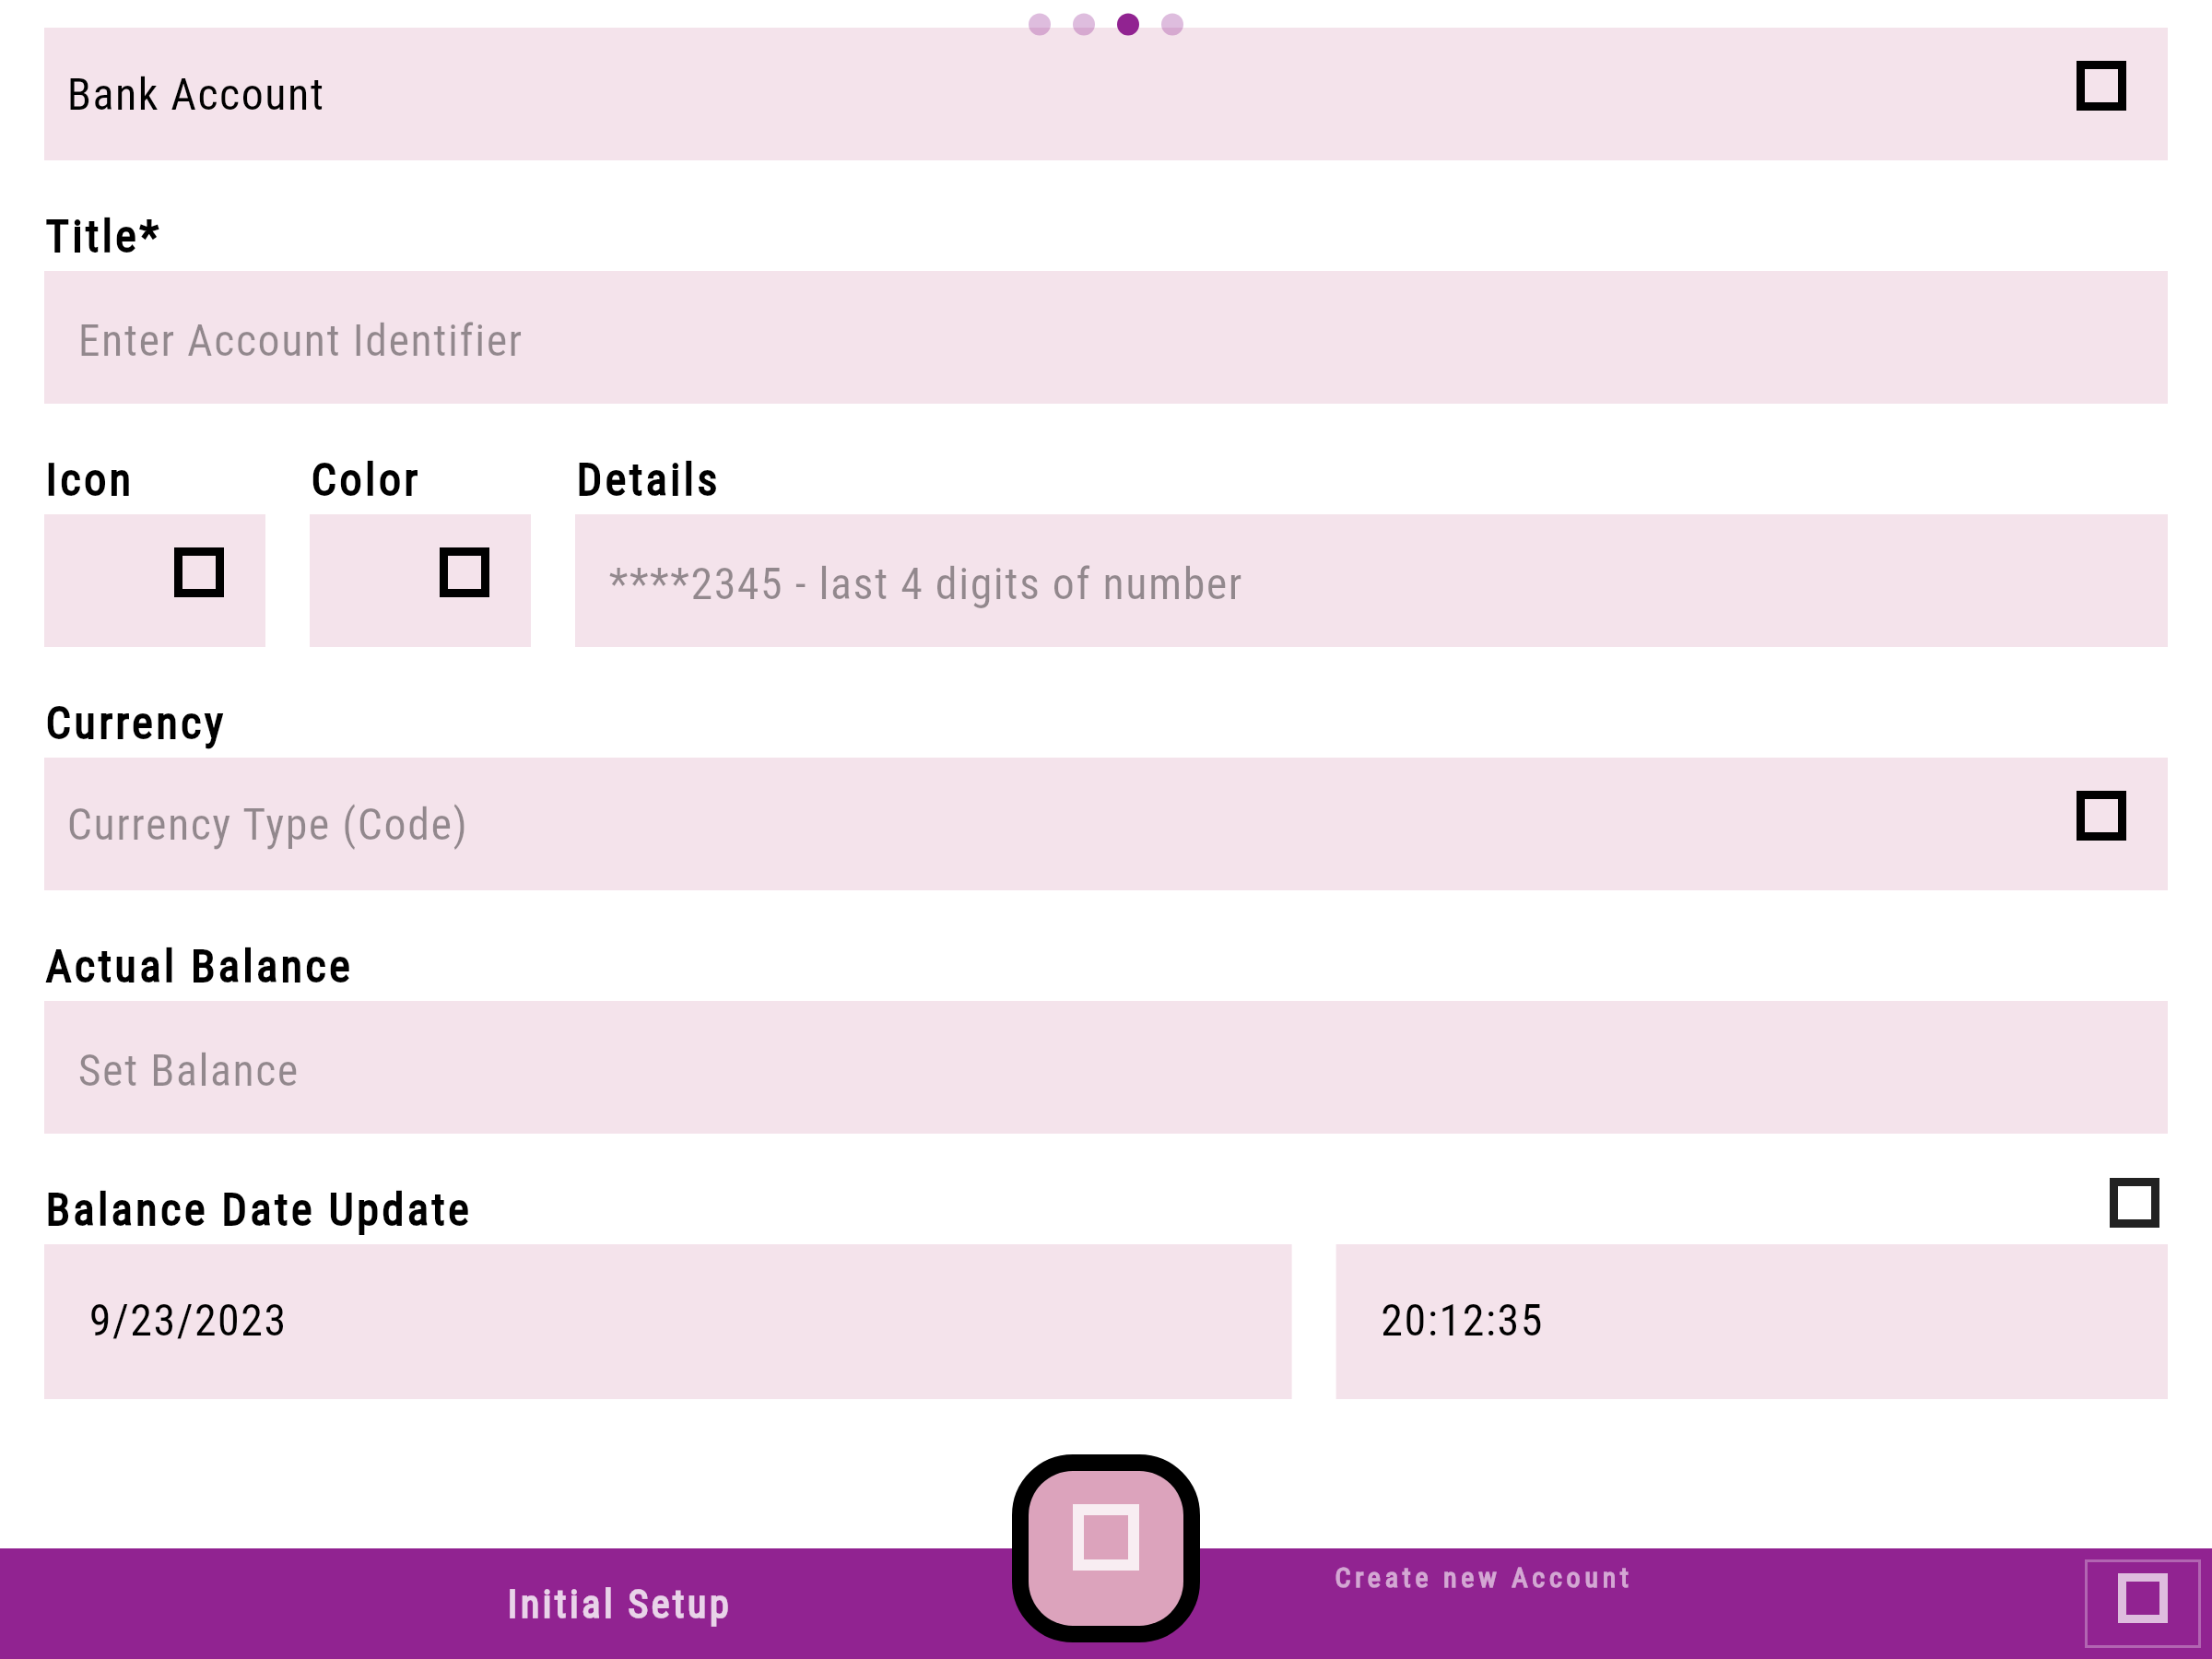 Bank Account
Title*
Enter Account Identifier
Icon Color Details
****2345 - last 4 digits of number
Currency
Currency Type (Code)
Actual Balance
Set Balance
Balance Date Update
9/23/2023 20:12:35
Initial Setup Create new Account